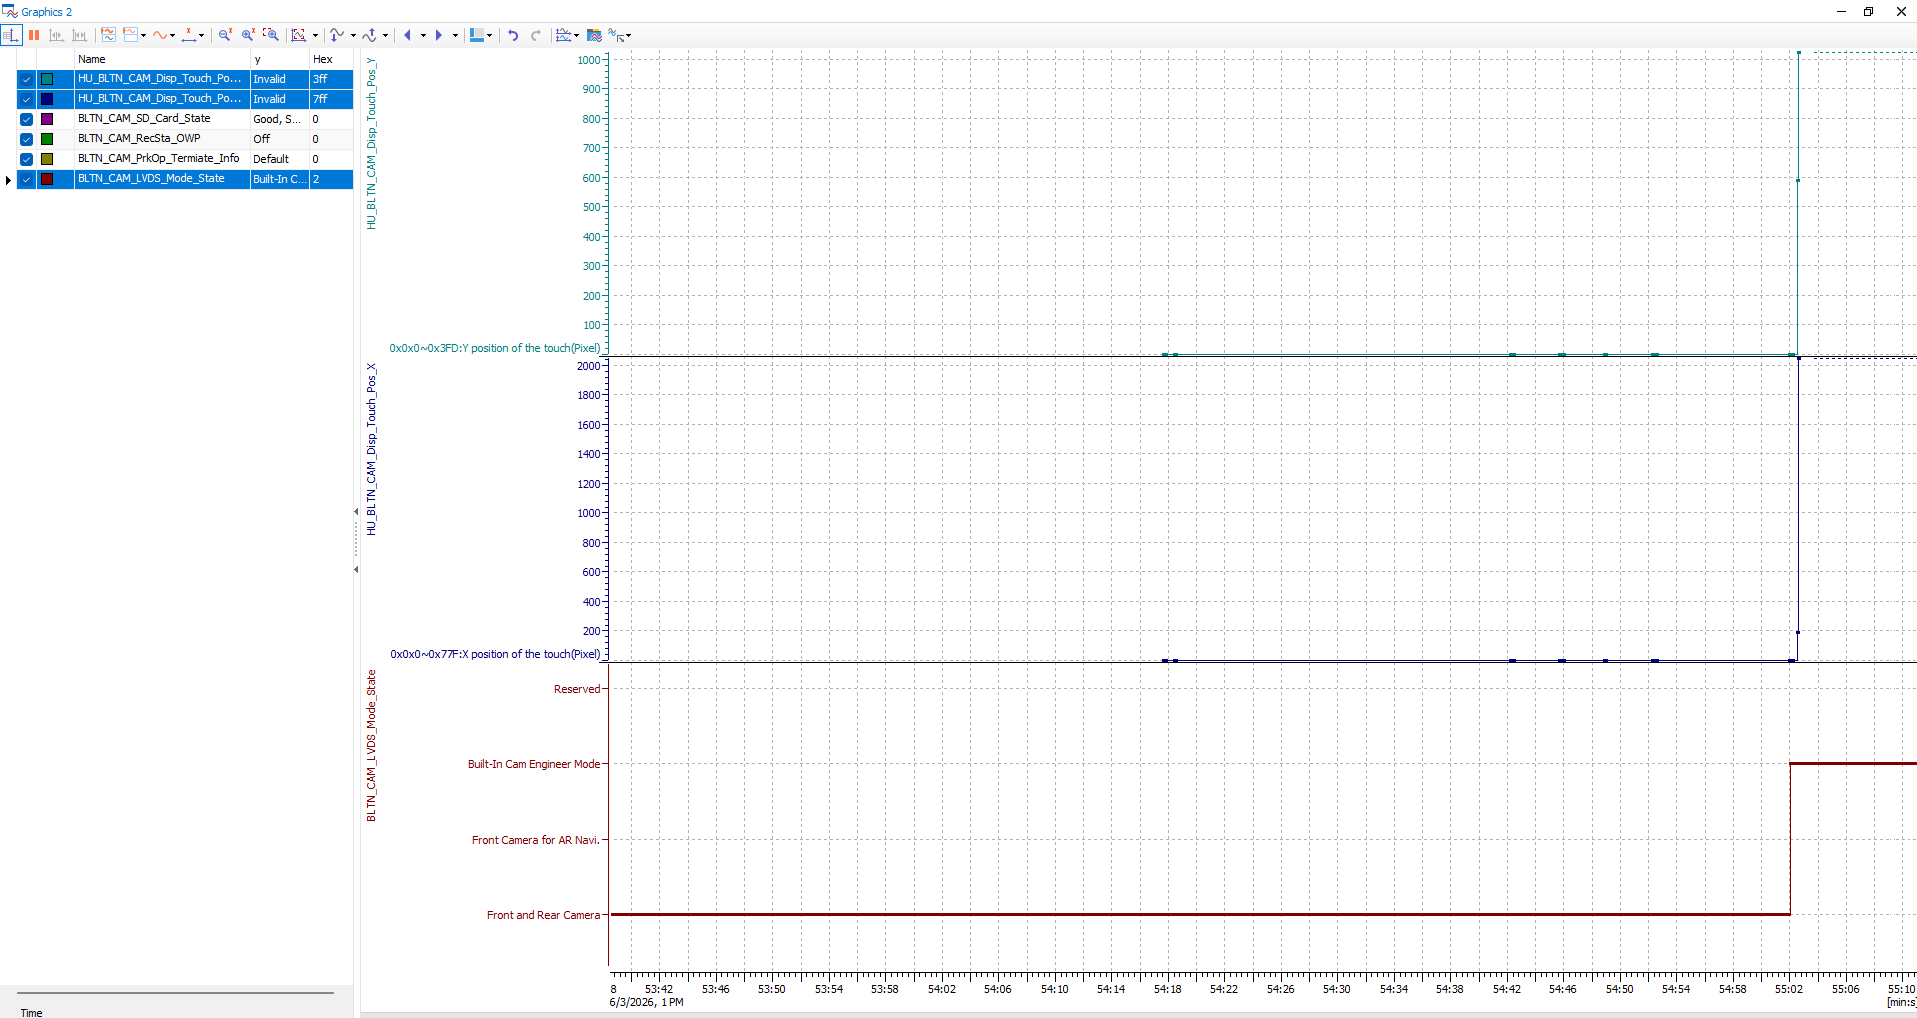 Graphics 2
Name y Hex
HU_BLTN_CAM_Disp_Touch_Po... Invalid 3ff
HU_BLTN_CAM_Disp_Touch_Po... Invalid 7ff
BLTN_CAM_SD_Card_State Good, S... 0
BLTN_CAM_RecSta_OWP Off 0
BLTN_CAM_PrkOp_Termiate_Info Default 0
BLTN_CAM_LVDS_Mode_State Built-In C... 2
Time
HU_BLTN_CAM_Disp_Touch_Pos_Y
1000
900
800
700
600
500
400
300
200
100
0x0x0~0x3FD:Y position of the touch(Pixel)
HU_BLTN_CAM_Disp_Touch_Pos_X
2000
1800
1600
1400
1200
1000
800
600
400
200
0x0x0~0x77F:X position of the touch(Pixel)
BLTN_CAM_LVDS_Mode_State
Reserved
Built-In Cam Engineer Mode
Front Camera for AR Navi.
Front and Rear Camera
8 53:42 53:46 53:50 53:54 53:58 54:02 54:06 54:10 54:14 54:18 54:22 54:26 54:30 54:34 54:38 54:42 54:46 54:50 54:54 54:58 55:02 55:06 55:10
6/3/2026, 1 PM [min:s